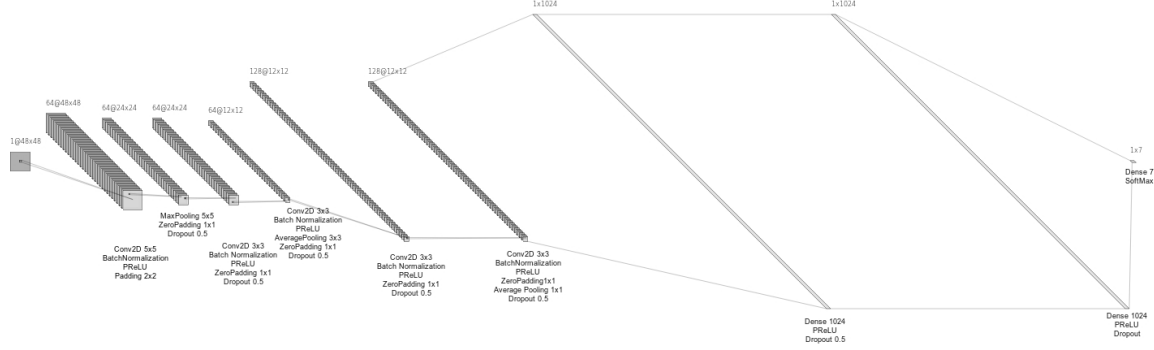 1@48x48
64@48x48
64@24x24
64@24x24
64@12x12
128@12x12
128@12x12
1x1024
1x1024
1x7
Conv2D 5x5
BatchNormalization
PReLU
Padding 2x2
MaxPooling 5x5
ZeroPadding 1x1
Dropout 0.5
Conv2D 3x3
Batch Normalization
PReLU
ZeroPadding 1x1
Dropout 0.5
Conv2D 3x3
Batch Normalization
PReLU
AveragePooling 3x3
ZeroPadding 1x1
Dropout 0.5
Conv2D 3x3
Batch Normalization
PReLU
ZeroPadding 1x1
Dropout 0.5
Conv2D 3x3
BatchNormalization
PReLU
ZeroPadding1x1
Average Pooling 1x1
Dropout 0.5
Dense 1024
PReLU
Dropout 0.5
Dense 1024
PReLU
Dropout
Dense 7
SoftMax